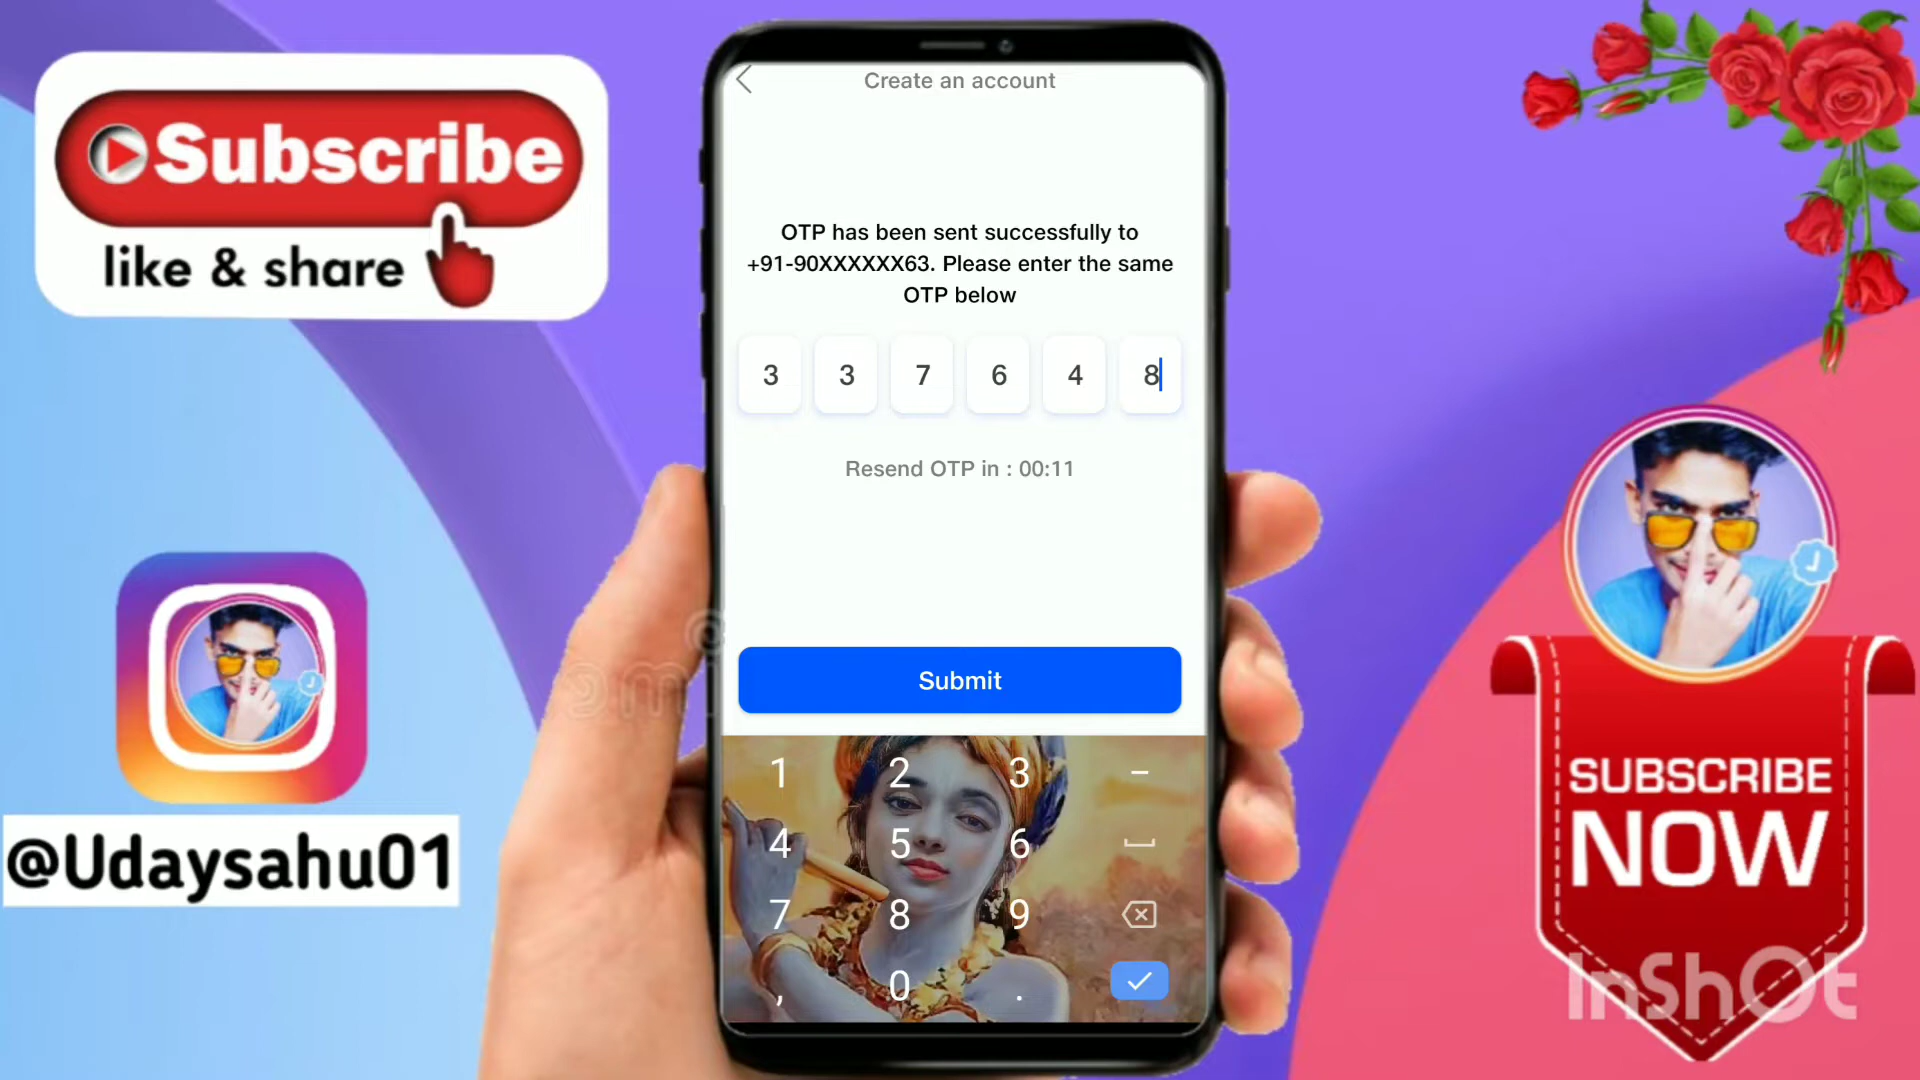 Subscribe
like & share
@Udaysahu01
Create an account
OTP has been sent successfully to
+91-90XXXXXX63. Please enter the same
OTP below
3 3 7 6 4 8
Resend OTP in : 00:11
Submit
1 2 3 -
4 5 6
7 8 9
, 0 .
SUBSCRIBE
NOW
InShOt